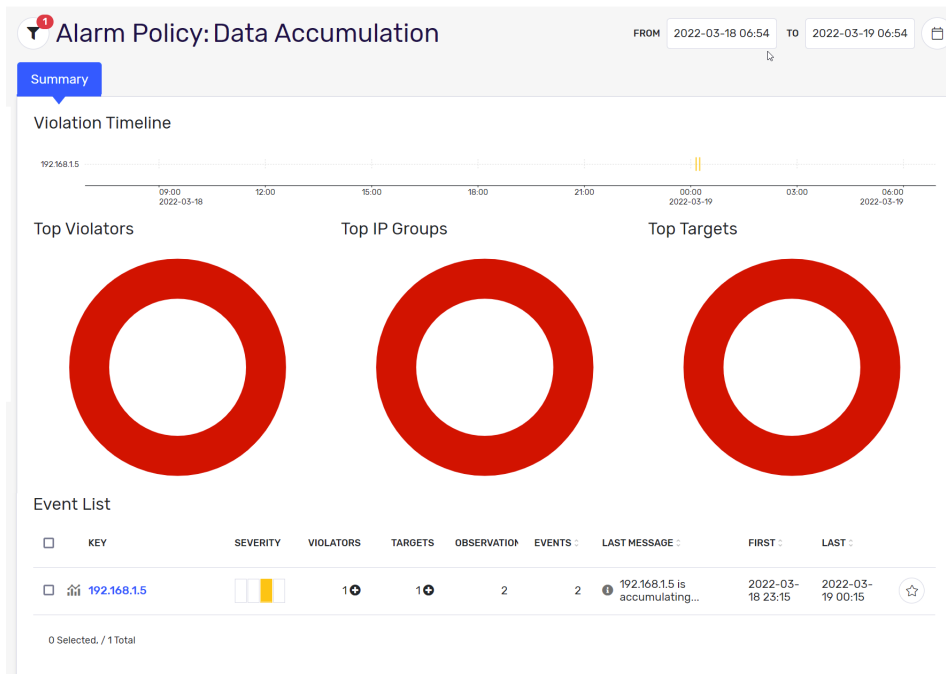 1
Alarm Policy: Data Accumulation
FROM 2022-03-18 06:54 TO 2022-03-19 06:54
Summary
Violation Timeline
192.168.1.5
09:00 12:00 15:00 18:00 21:00 00:00 03:00 06:00
2022-03-18 2022-03-19 2022-03-19
Top Violators Top IP Groups Top Targets
Event List
KEY SEVERITY VIOLATORS TARGETS OBSERVATION EVENTS LAST MESSAGE FIRST LAST
192.168.1.5 1 1 2 2 192.168.1.5 is 2022-03- 2022-03-
accumulating... 18 23:15 19 00:15
0 Selected, / 1 Total